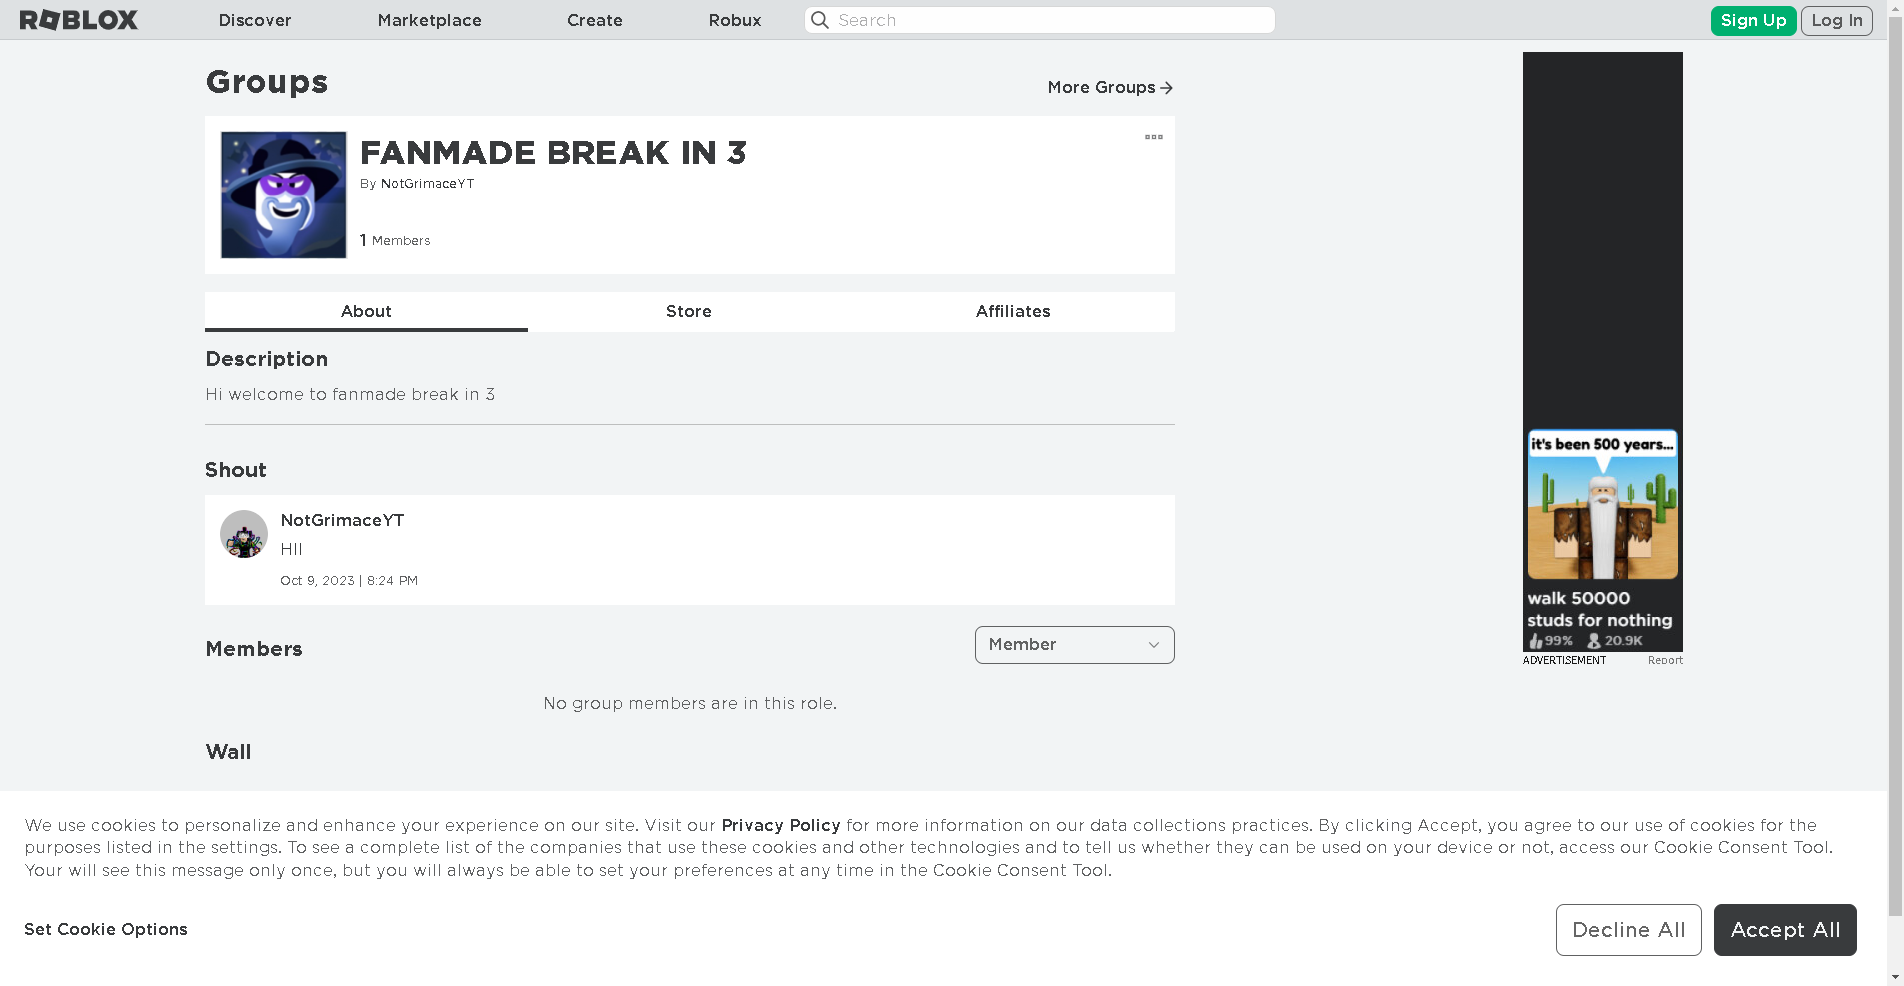 ROBLOX Discover Marketplace Create Robux Search Sign Up Log In
Groups
More Groups
FANMADE BREAK IN 3
By NotGrimaceYT
1 Members
About Store Affiliates
Description
Hi welcome to fanmade break in 3
Shout
NotGrimaceYT
HII
Oct 9, 2023 | 8:24 PM
Members
Member
No group members are in this role.
Wall
it's been 500 years...
walk 50000
studs for nothing
99% 20.9K
ADVERTISEMENT Report
We use cookies to personalize and enhance your experience on our site. Visit our Privacy Policy for more information on our data collections practices. By clicking Accept, you agree to our use of cookies for the
purposes listed in the settings. To see a complete list of the companies that use these cookies and other technologies and to tell us whether they can be used on your device or not, access our Cookie Consent Tool.
Your will see this message only once, but you will always be able to set your preferences at any time in the Cookie Consent Tool.
Set Cookie Options
Decline All Accept All